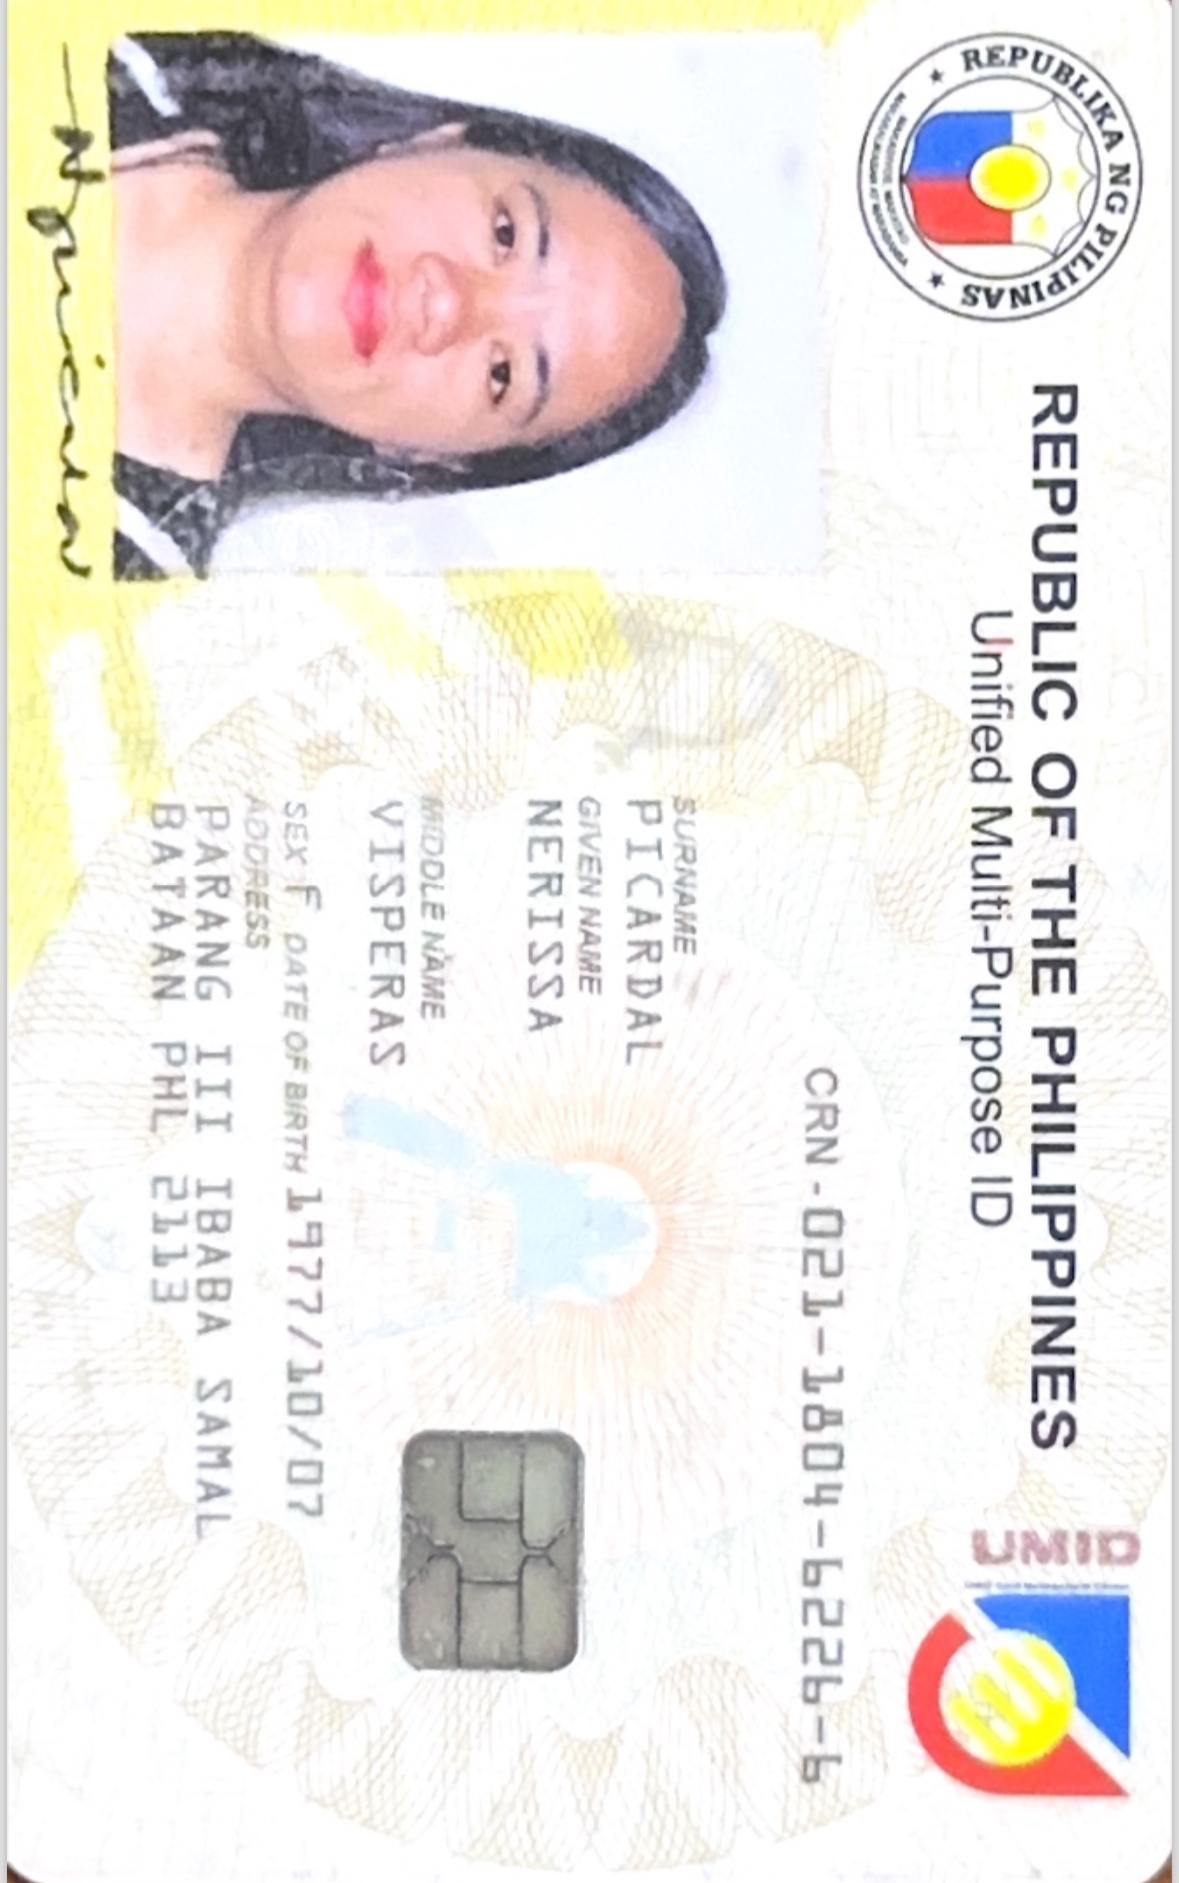 REPUBLIKA NG PILIPINAS
REPUBLIC OF THE PHILIPPINES
Unified Multi-Purpose ID
UMID
CRN-021-1804-6226-6
SURNAME
PICARDAL
GIVEN NAME
NERISSA
MIDDLE NAME
VISPERAS
SEX F DATE OF BIRTH 1977/10/07
ADDRESS
PARANG III IBABA SAMAL
BATAAN PHL 2113